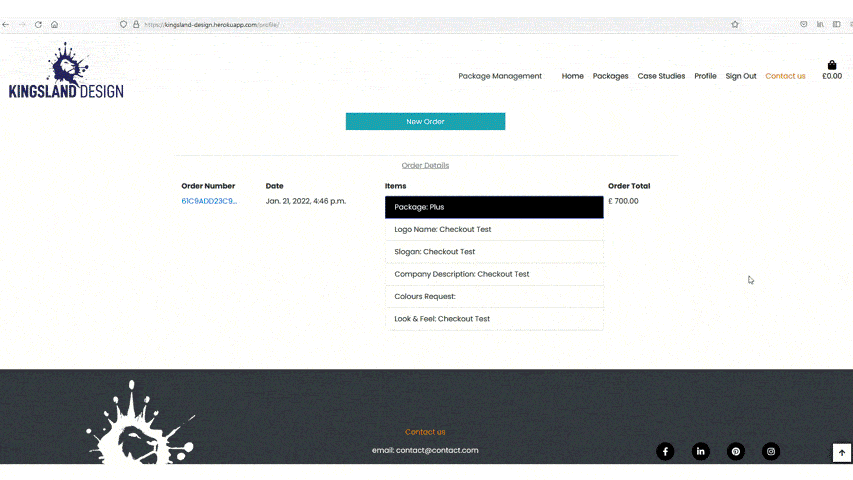 https://kingsland-design.herokuapp.com/profile/
KINGSLAND DESIGN
Package Management Home Packages Case Studies Profile Sign Out Contact us £0.00
New Order
Order Details
Order Number Date Items Order Total
61C9ADD23C9... Jan. 21, 2022, 4:46 p.m. Package: Plus £ 700.00
Logo Name: Checkout Test
Slogan: Checkout Test
Company Description: Checkout Test
Colours Request:
Look & Feel: Checkout Test
Contact us
email: contact@contact.com